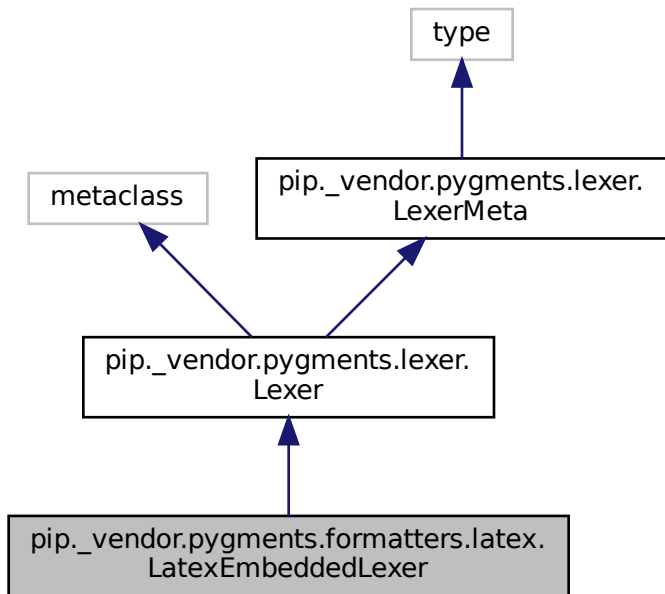 type
pip._vendor.pygments.lexer.
LexerMeta
metaclass
pip._vendor.pygments.lexer.
Lexer
pip._vendor.pygments.formatters.latex.
LatexEmbeddedLexer